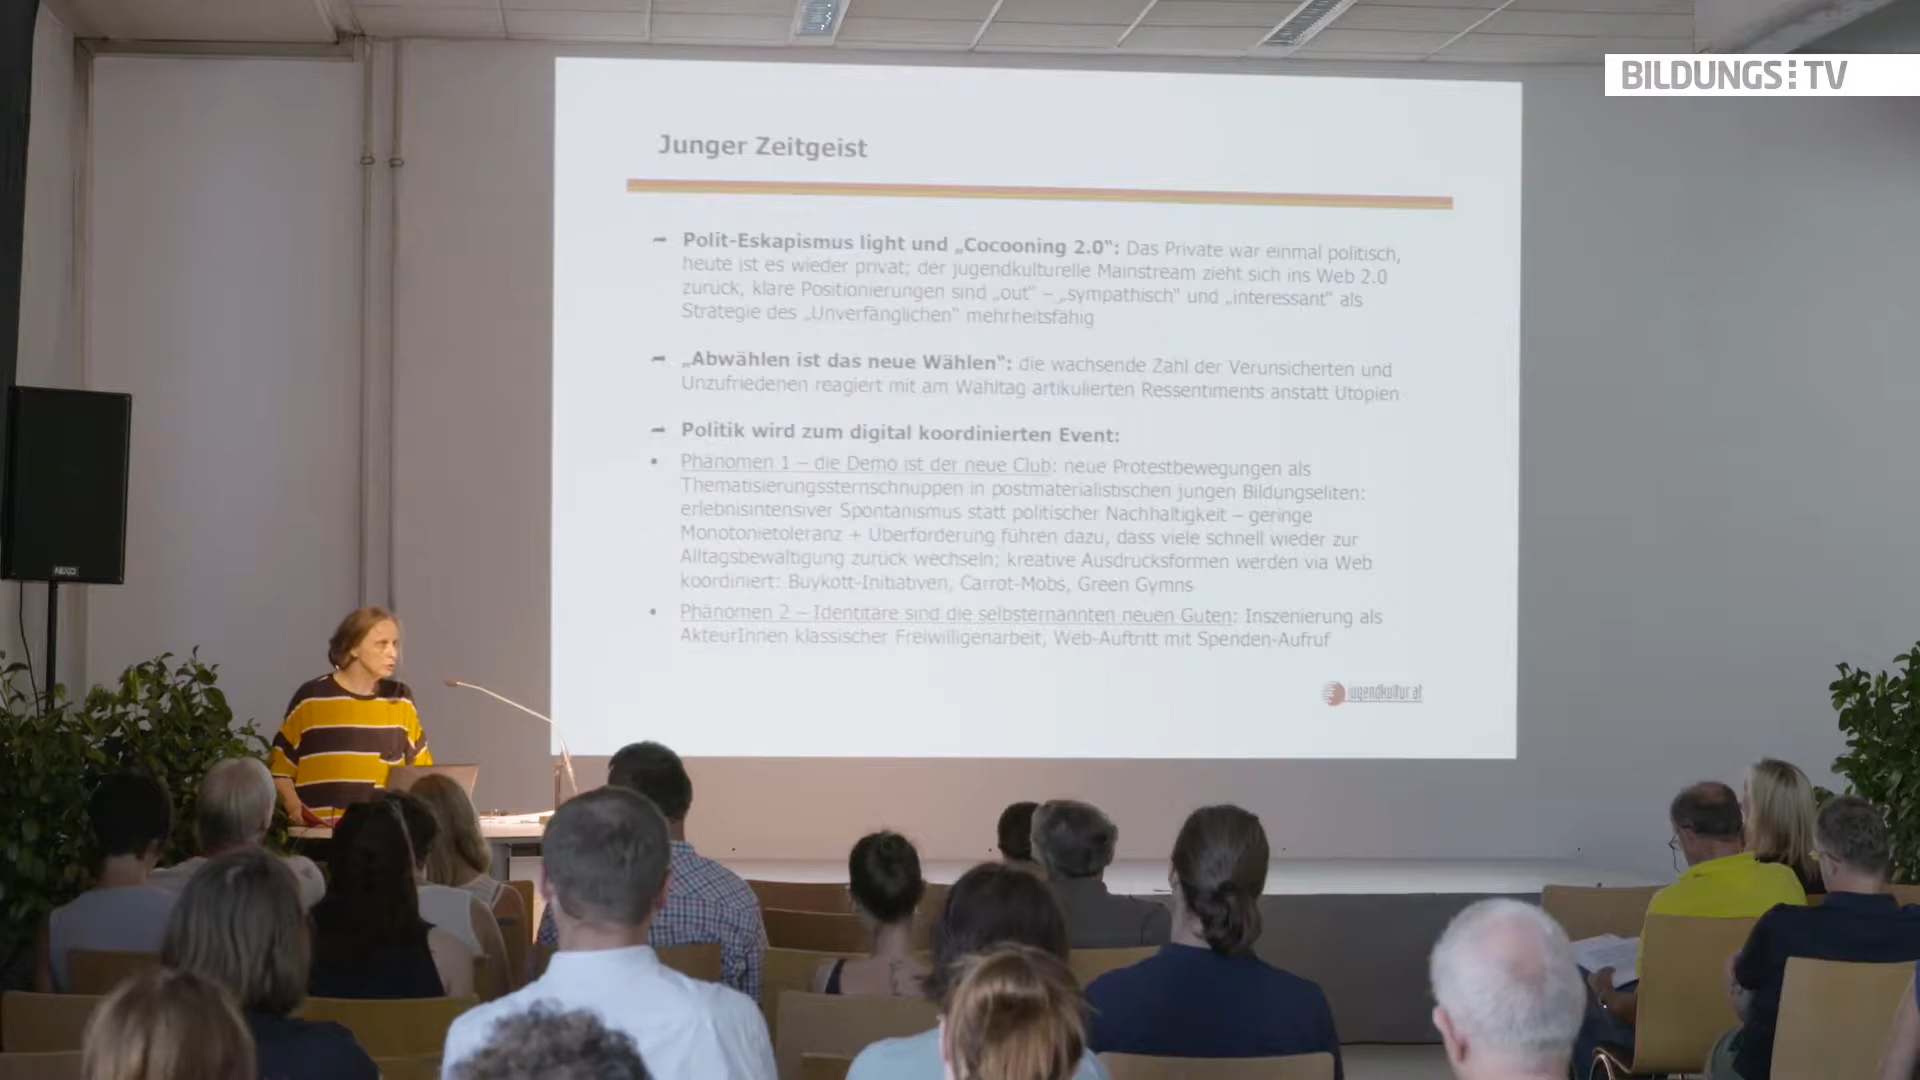 BILDUNGS:TV
Junger Zeitgeist
Polit-Eskapismus light und „Cocooning 2.0“: Das Private war einmal politisch,
heute ist es wieder privat; der jugendkulturelle Mainstream zieht sich ins Web 2.0
zurück, klare Positionierungen sind „out“ – „sympathisch“ und „interessant“ als
Strategie des „Unverfänglichen“ mehrheitsfähig
„Abwählen ist das neue Wählen“: die wachsende Zahl der Verunsicherten und
Unzufriedenen reagiert mit am Wahltag artikulierten Ressentiments anstatt Utopien
Politik wird zum digital koordinierten Event:
Phänomen 1 – die Demo ist der neue Club: neue Protestbewegungen als
Thematisierungssternschnuppen in postmaterialistischen jungen Bildungseliten:
erlebnisintensiver Spontanismus statt politischer Nachhaltigkeit – geringe
Monotonietoleranz + Überforderung führen dazu, dass viele schnell wieder zur
Alltagsbewältigung zurück wechseln; kreative Ausdrucksformen werden via Web
koordiniert: Buykott-Initiativen, Carrot-Mobs, Green Gyms
Phänomen 2 – Identitäre sind die selbsternannten neuen Guten: Inszenierung als
AkteurInnen klassischer Freiwilligenarbeit, Web-Auftritt mit Spenden-Aufruf
jugendkultur.at
NEXO